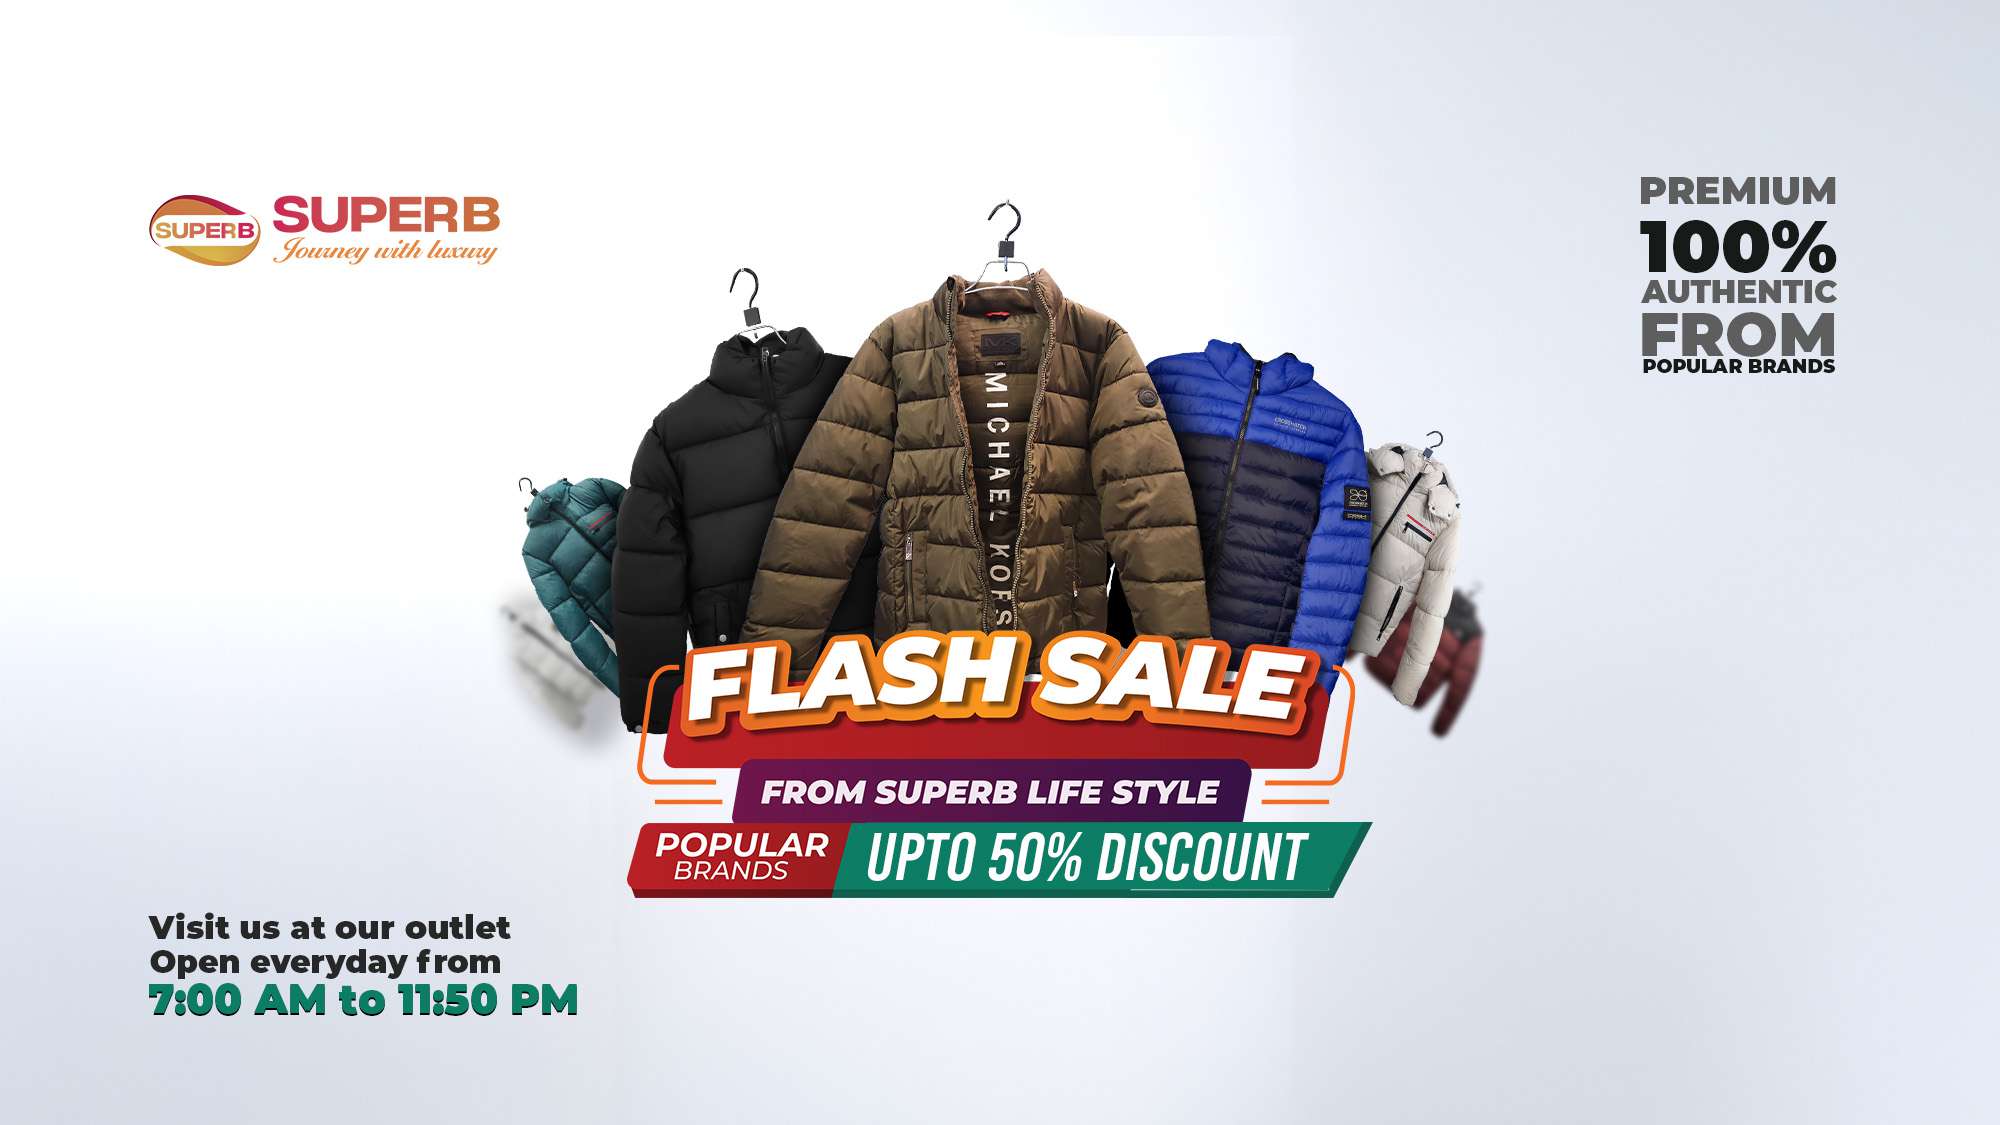 SUPERB
SUPERB
Journey with luxury
PREMIUM
100%
AUTHENTIC
FROM
POPULAR BRANDS
MK
MICHAEL KORS
CROSSHATCH
FLASH SALE
FROM SUPERB LIFE STYLE
POPULAR
BRANDS
UPTO 50% DISCOUNT
Visit us at our outlet
Open everyday from
7:00 AM to 11:50 PM